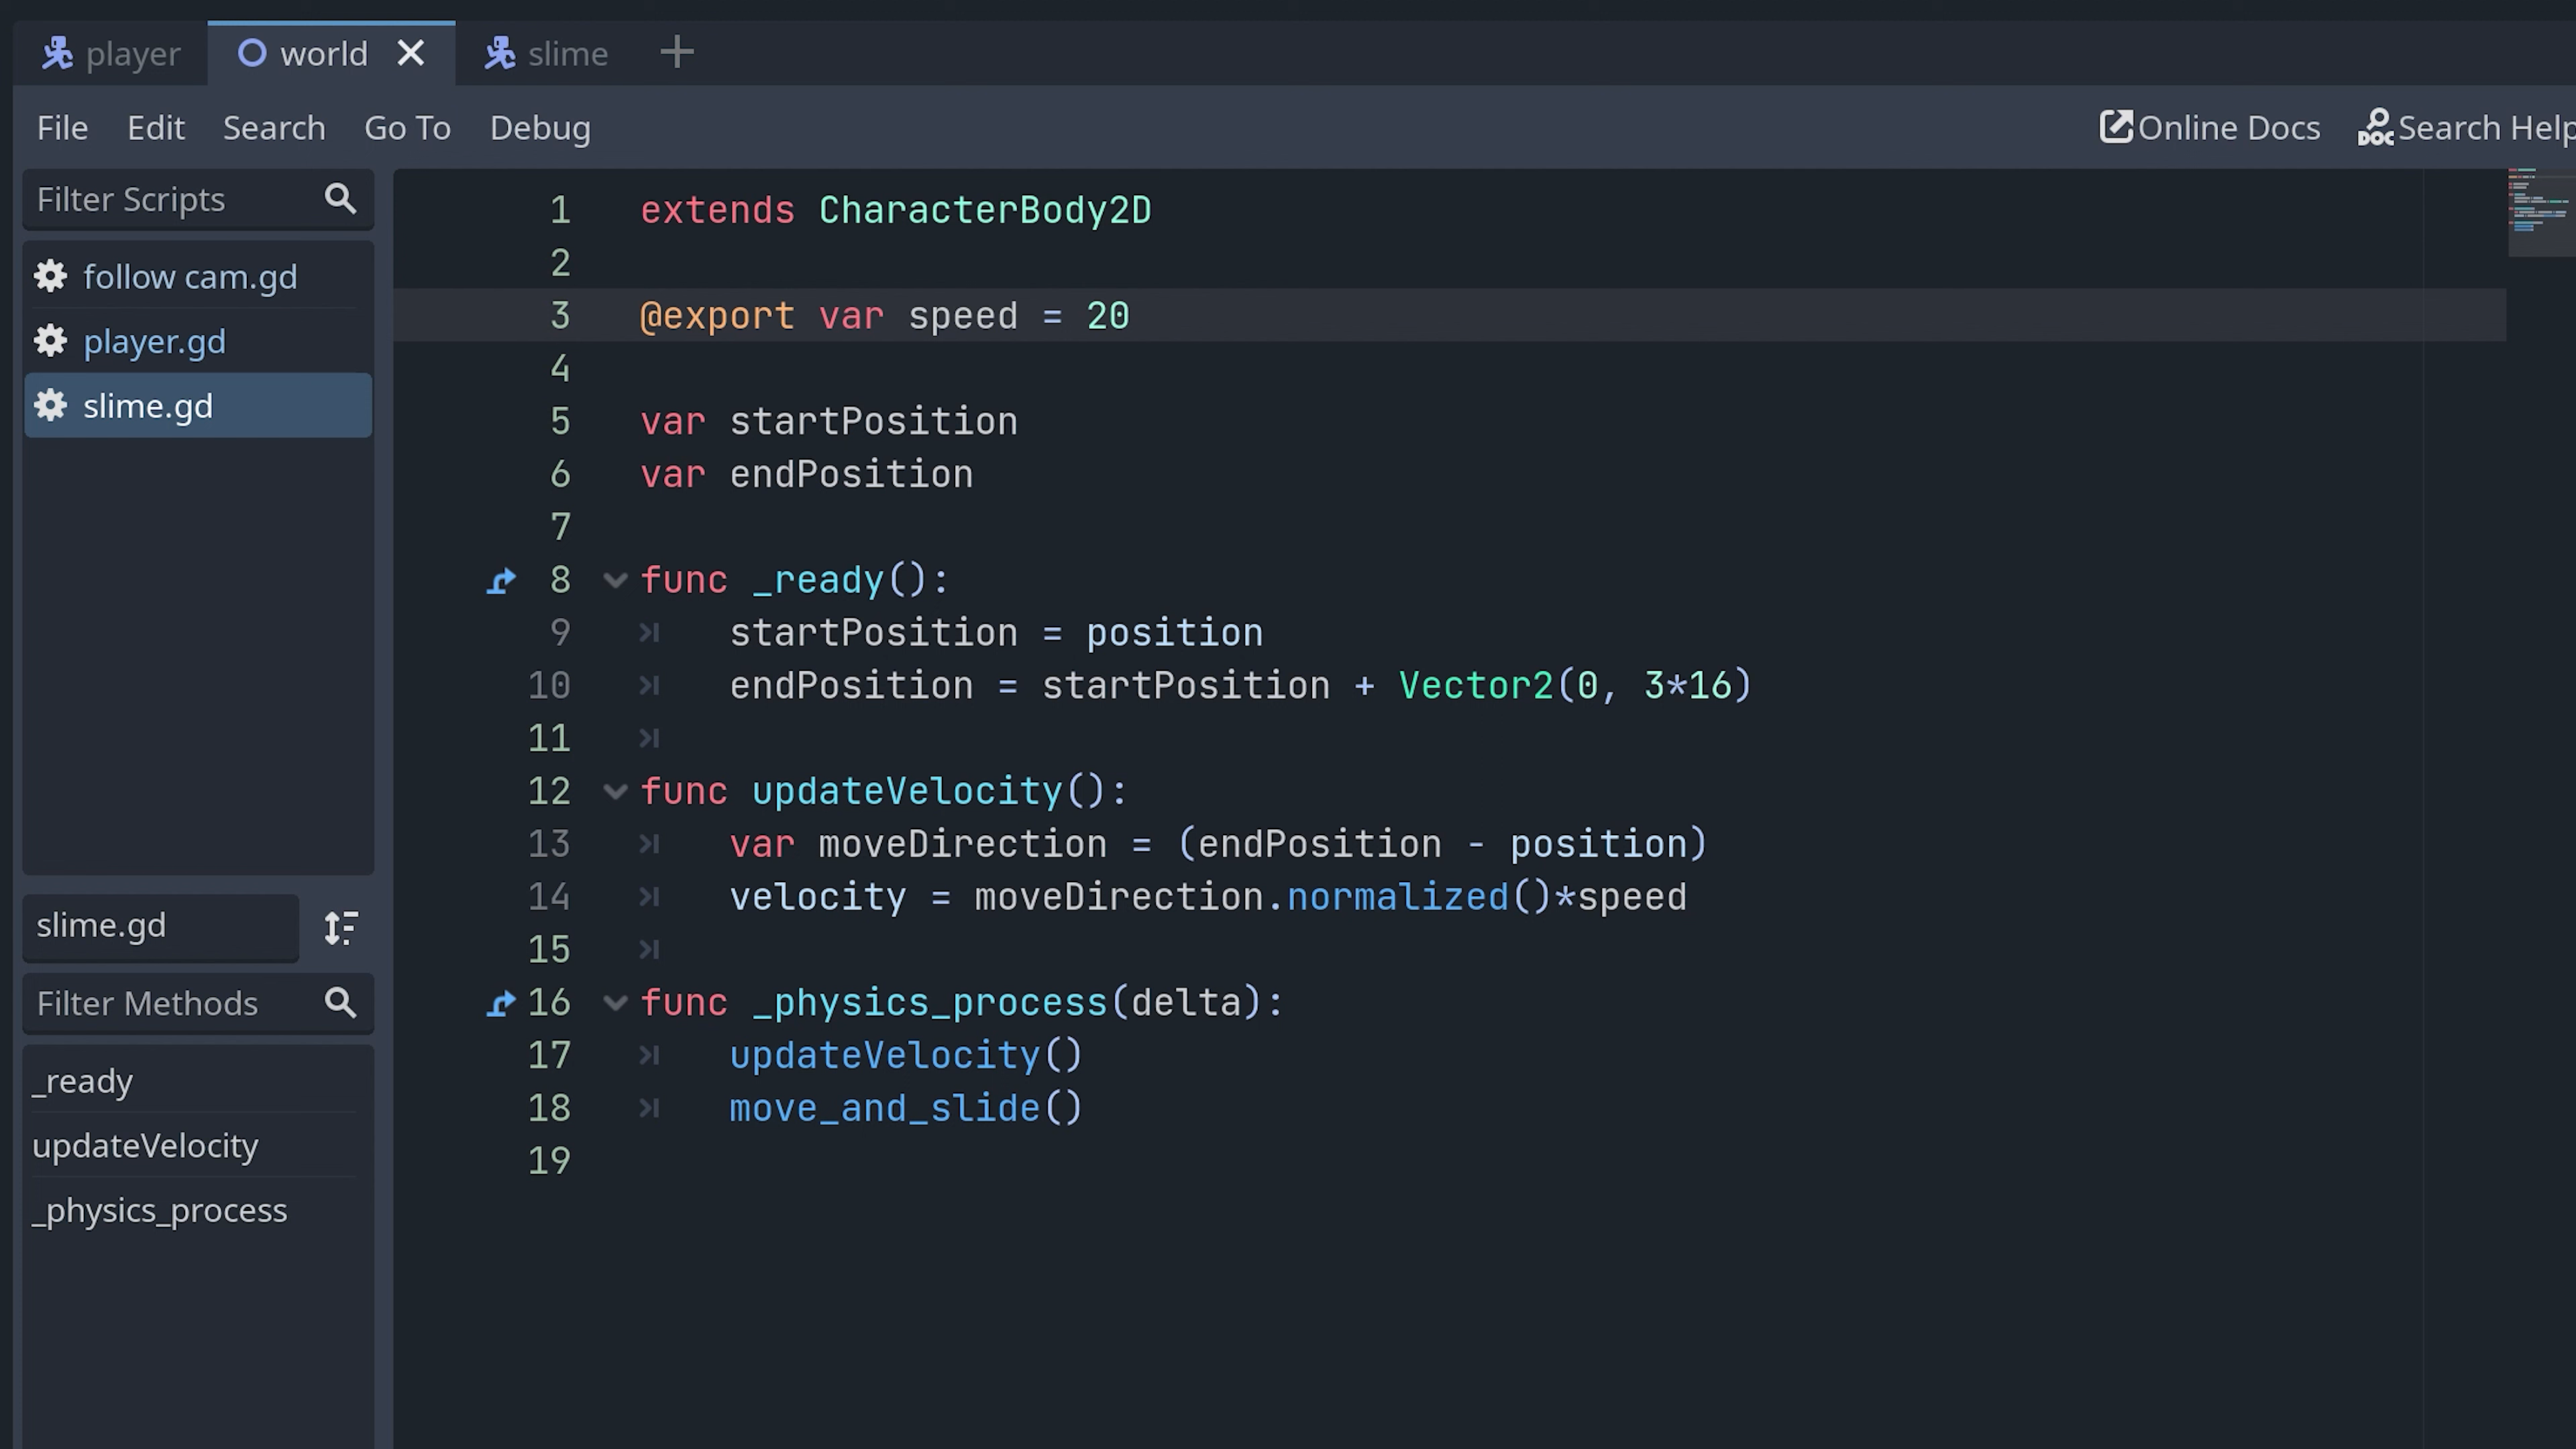 player world slime
File Edit Search Go To Debug Online Docs Search Help
Filter Scripts
follow cam.gd
player.gd
slime.gd
slime.gd
Filter Methods
_ready
updateVelocity
_physics_process
1 extends CharacterBody2D
2
3 @export var speed = 20
4
5 var startPosition
6 var endPosition
7
8 func _ready():
9 startPosition = position
10 endPosition = startPosition + Vector2(0, 3*16)
11
12 func updateVelocity():
13 var moveDirection = (endPosition - position)
14 velocity = moveDirection.normalized()*speed
15
16 func _physics_process(delta):
17 updateVelocity()
18 move_and_slide()
19